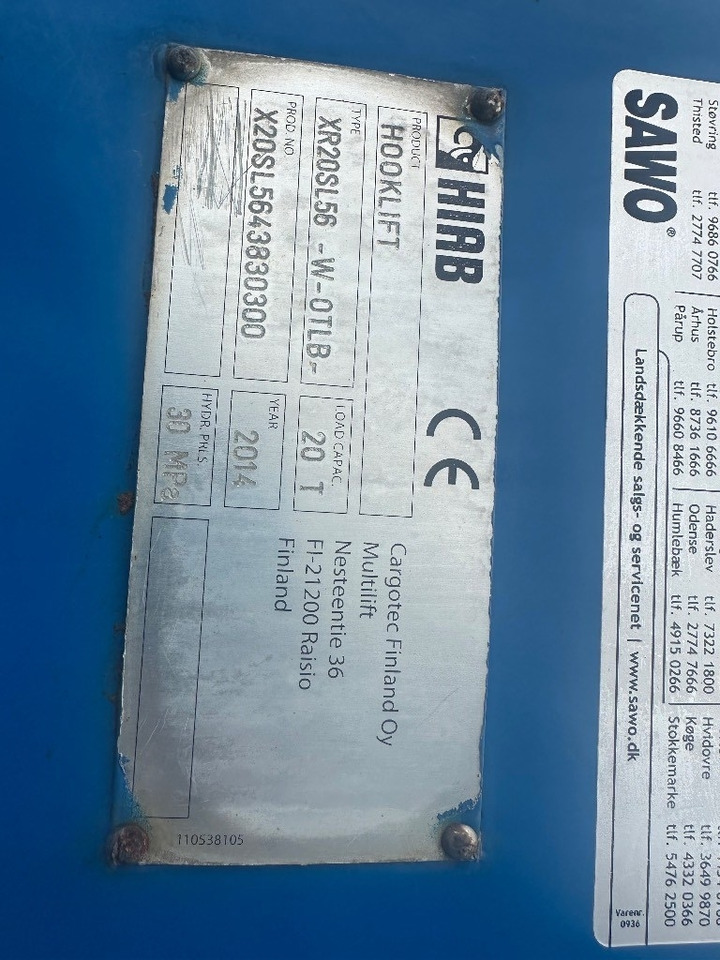 HIAB
CE
PRODUCT
HOOKLIFT
TYPE
XR20SL56 -W-0TLB-
LOAD CAPAC.
20 T
PROD. NO
X20SL5643830300
YEAR
2014
HYDR. PRLS.
30 MPa
Cargotec Finland Oy
Multilift
Nesteentie 36
FI-21200 Raisio
Finland
110538105
SAWO®
Støvring tlf. 9686 0766
Thisted tlf. 2774 7707
Holstebro tlf. 9610 6666
Århus tlf. 8736 1666
Pårup tlf. 9660 8466
Haderslev tlf. 7322 1800
Odense tlf. 2774 7666
Humlebæk tlf. 4915 0266
Hvidovre tlf. 3649 9870
Køge tlf. 4332 0366
Stokkemarke tlf. 5476 2500
Landsdækkende salgs- og servicenet | www.sawo.dk
Varenr.
0936